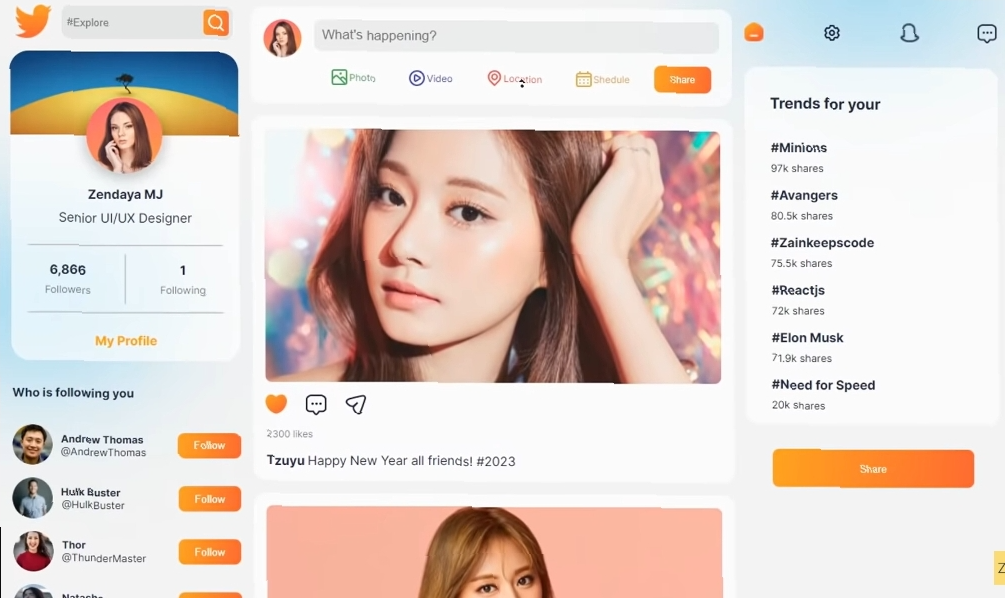 #Explore
What's happening?
Photo
Video
Location
Shedule
Share
Zendaya MJ
Senior UI/UX Designer
6,866
Followers
1
Following
My Profile
Who is following you
Andrew Thomas
@AndrewThomas
Follow
Hulk Buster
@HulkBuster
Follow
Thor
@ThunderMaster
Follow
2300 likes
Tzuyu Happy New Year all friends! #2023
Trends for your
#Minions
97k shares
#Avangers
80.5k shares
#Zainkeepscode
75.5k shares
#Reactjs
72k shares
#Elon Musk
71.9k shares
#Need for Speed
20k shares
Share
Z